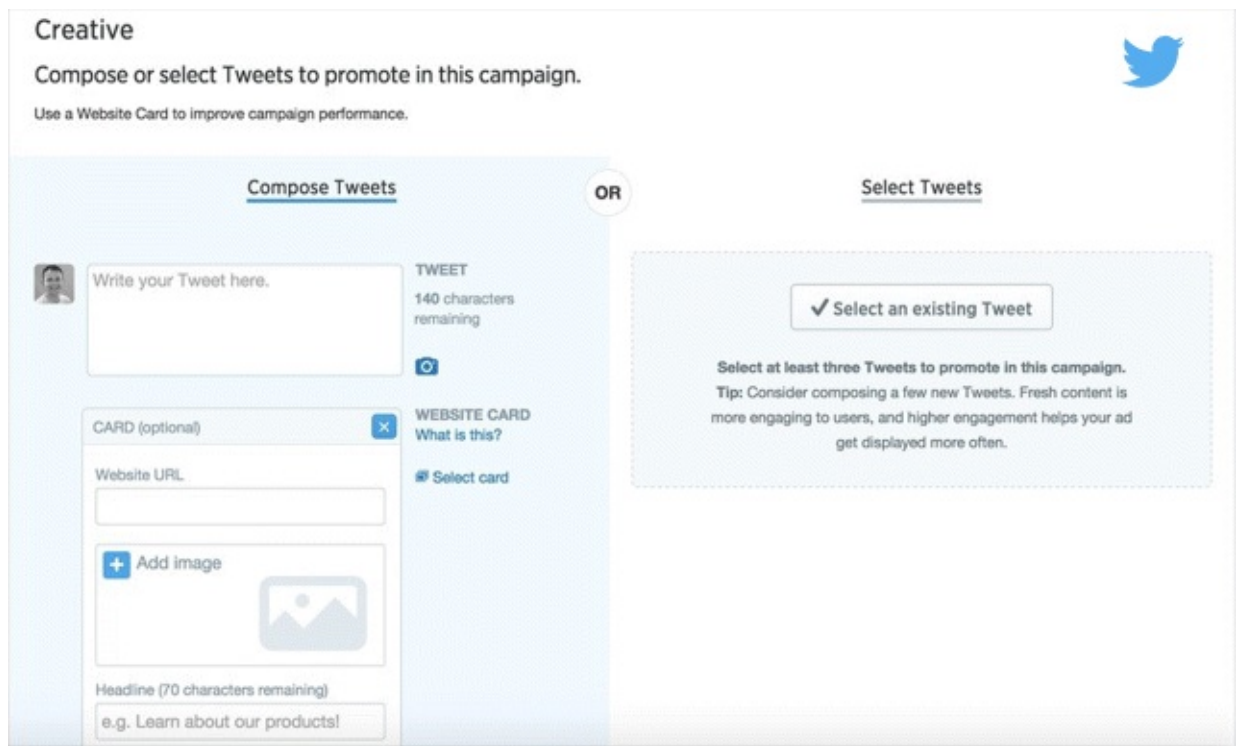 Creative
Compose or select Tweets to promote in this campaign.
Use a Website Card to improve campaign performance.
Compose Tweets
OR
Select Tweets
Write your Tweet here.
TWEET
140 characters
remaining
CARD (optional)
WEBSITE CARD
What is this?
Select card
Website URL
Add image
Headline (70 characters remaining)
e.g. Learn about our products!
Select an existing Tweet
Select at least three Tweets to promote in this campaign.
Tip: Consider composing a few new Tweets. Fresh content is
more engaging to users, and higher engagement helps your ad
get displayed more often.